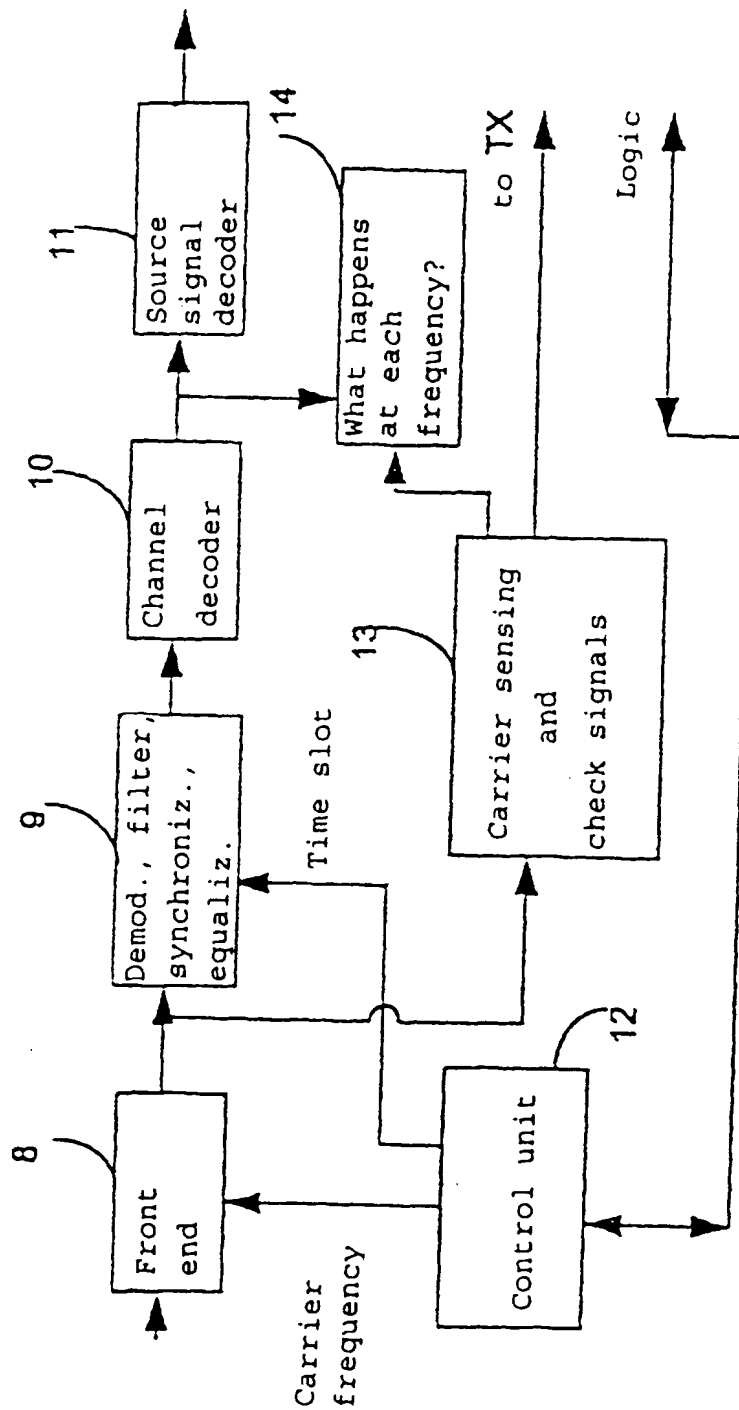 8
Front
end
9
Demod., filter,
synchroniz.,
equaliz.
10
Channel
decoder
11
Source
signal
decoder
14
What happens
at each
frequency?
Carrier
frequency
Time slot
12
Control unit
13
Carrier sensing
and
check signals
to TX
Logic